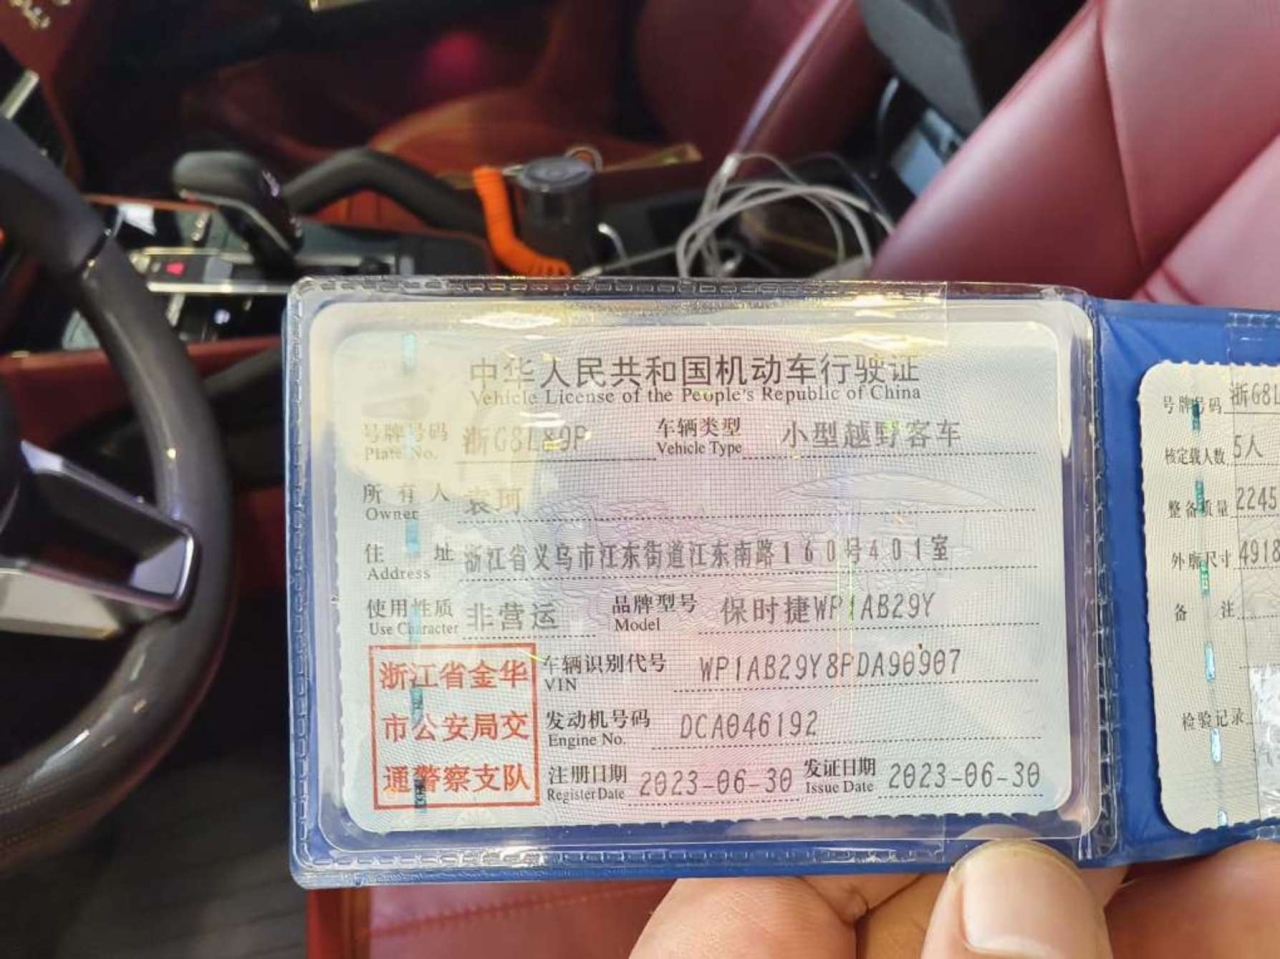 中华人民共和国机动车行驶证
Vehicle License of the People's Republic of China
号牌号码 浙G8L89P 车辆类型 小型越野客车
Plate No. Vehicle Type
所有人 袁珂
Owner
住址 浙江省义乌市江东街道江东南路160号401室
Address
使用性质 非营运 品牌型号 保时捷WP1AB29Y
Use Character Model
浙江省金华
市公安局交
通警察支队
车辆识别代号 WP1AB29Y8PDA90907
VIN
发动机号码 DCA046192
Engine No.
注册日期 2023-06-30 发证日期 2023-06-30
Register Date Issue Date
号牌号码 浙G8L
核定载人数 5人
整备质量 2245
外廓尺寸 4918
备注
检验记录